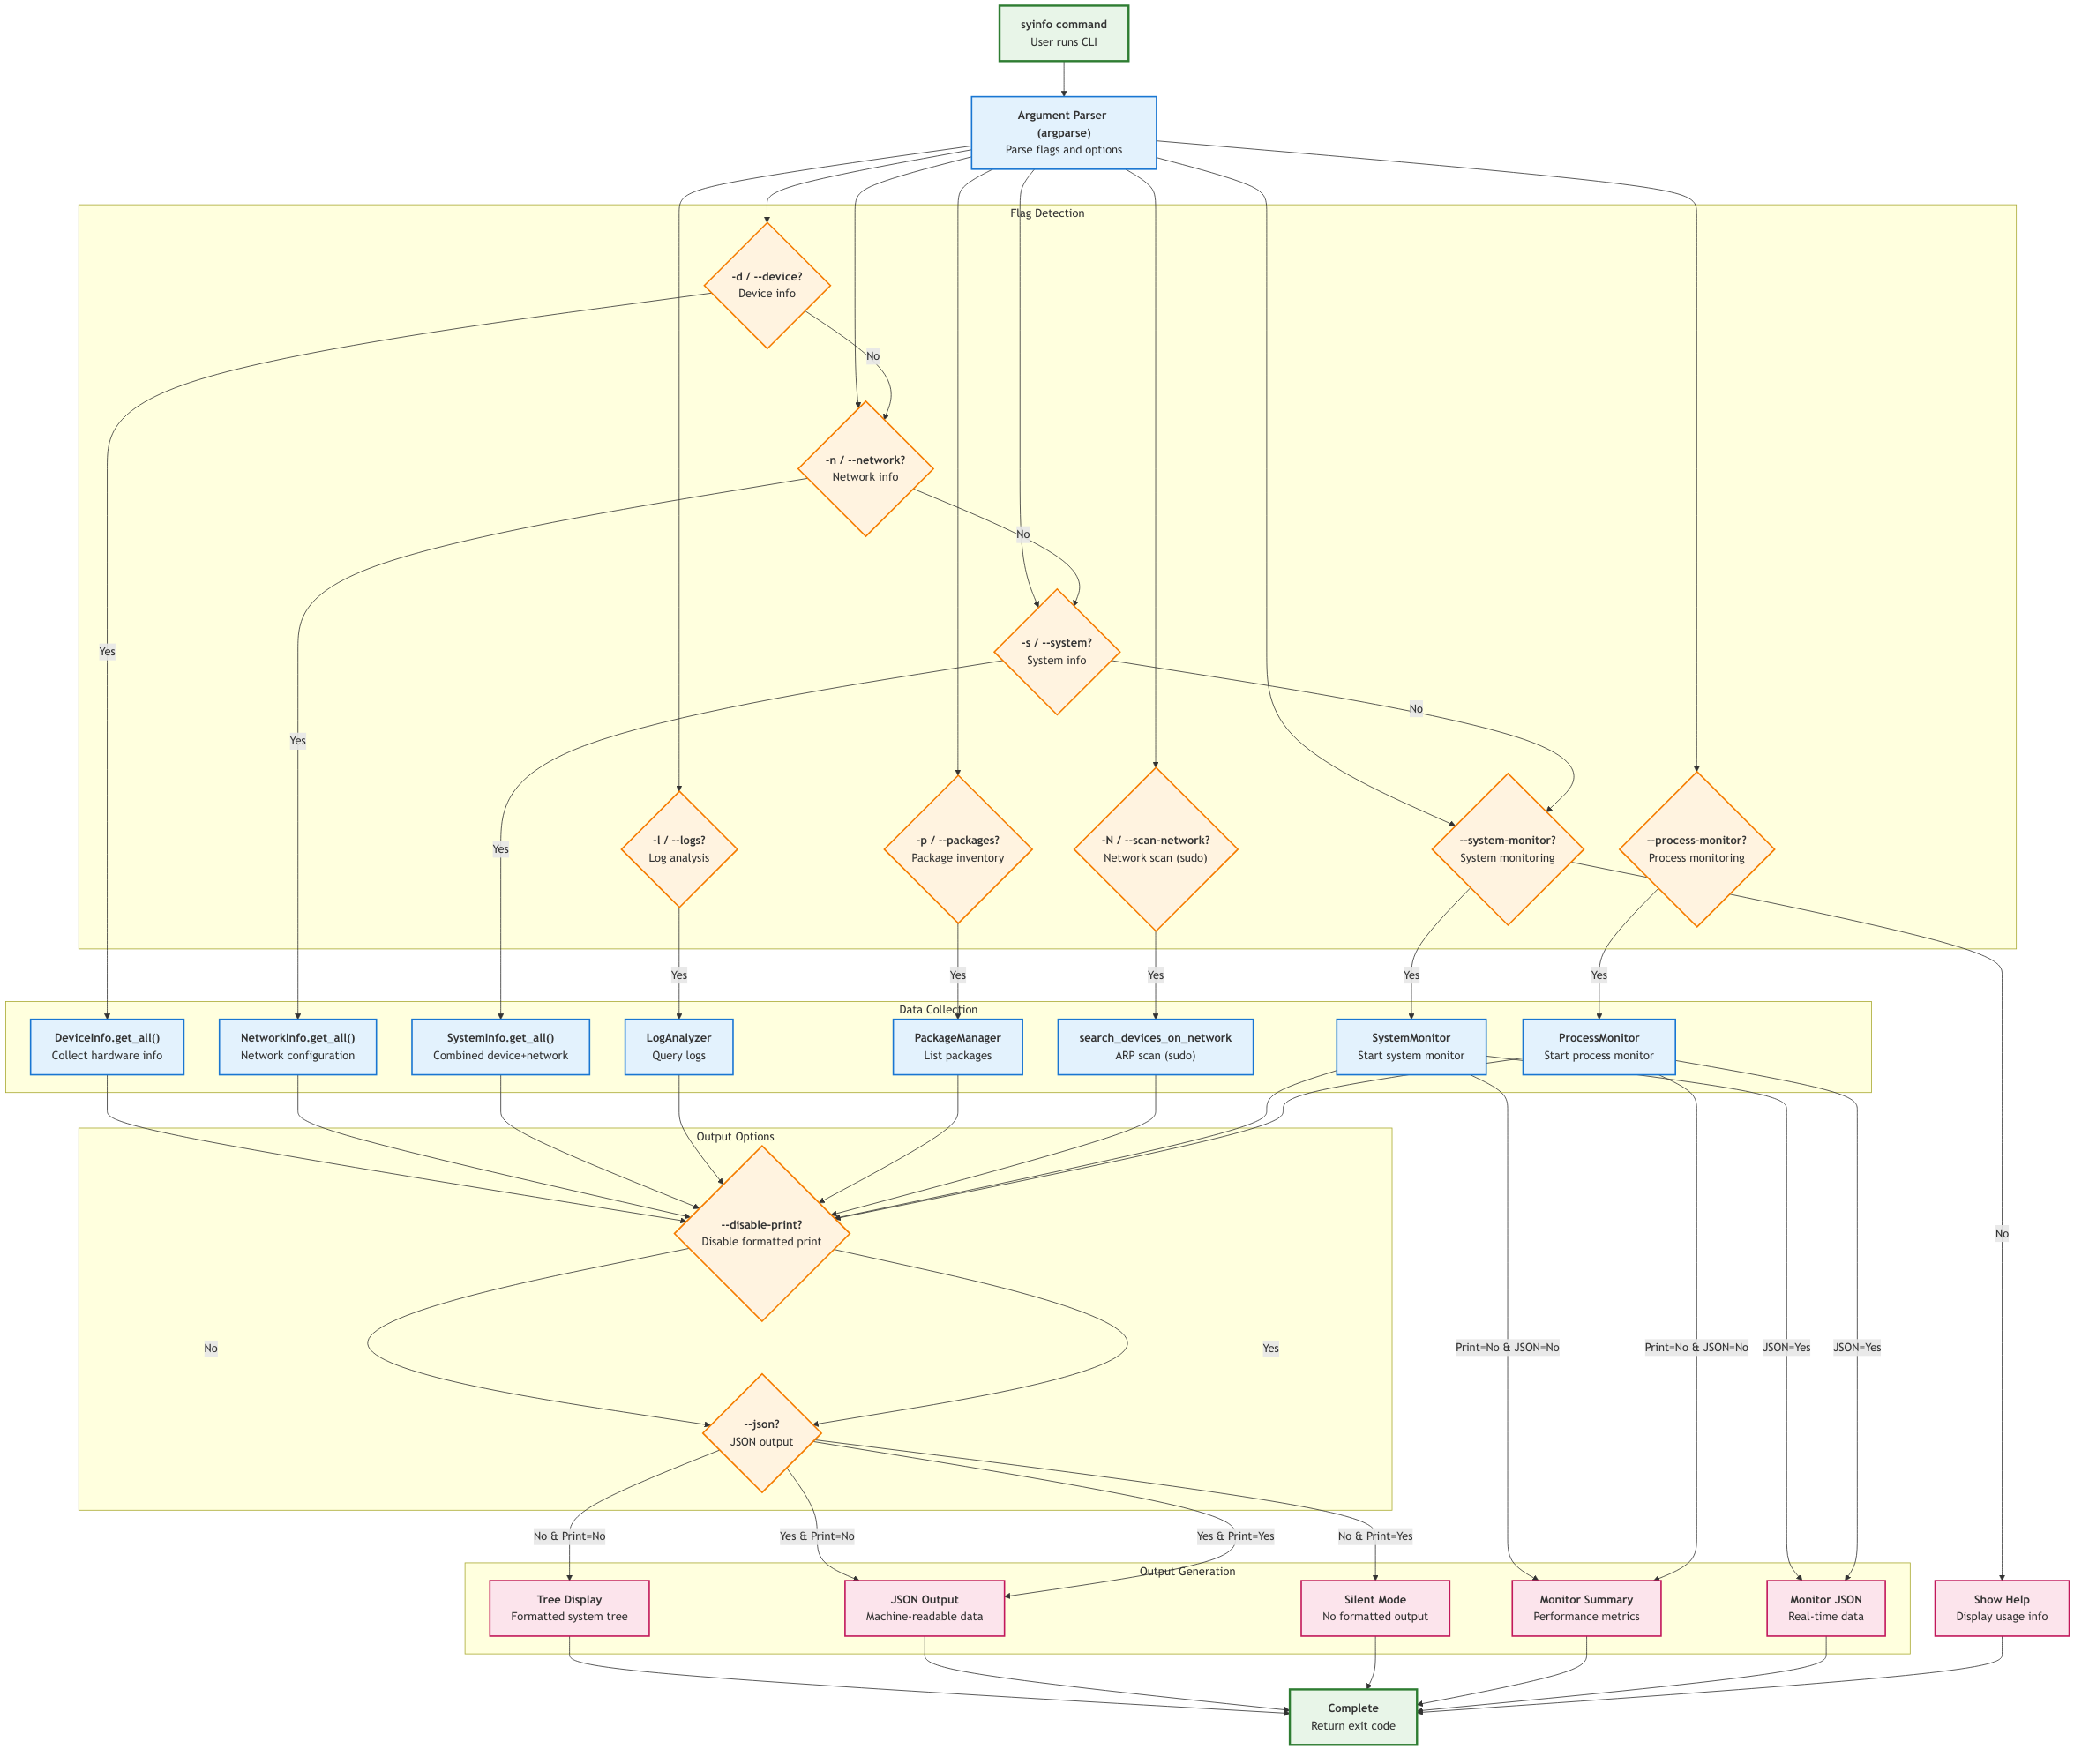 syinfo command
User runs CLI
Argument Parser
(argparse)
Parse flags and options
Flag Detection
-d / --device?
Device info
No
-n / --network?
Network info
No
-s / --system?
System info
Yes
No
Yes
-l / --logs?
Log analysis
-p / --packages?
Package inventory
-N / --scan-network?
Network scan (sudo)
--system-monitor?
System monitoring
--process-monitor?
Process monitoring
Yes
Yes
Yes
Yes
Yes
Yes
Data Collection
DeviceInfo.get_all()
Collect hardware info
NetworkInfo.get_all()
Network configuration
SystemInfo.get_all()
Combined device+network
LogAnalyzer
Query logs
PackageManager
List packages
search_devices_on_network
ARP scan (sudo)
SystemMonitor
Start system monitor
ProcessMonitor
Start process monitor
Output Options
--disable-print?
Disable formatted print
No
No
Yes
Print=No & JSON=No
Print=No & JSON=No
JSON=Yes
JSON=Yes
--json?
JSON output
No & Print=No
Yes & Print=No
Yes & Print=Yes
No & Print=Yes
Output Generation
Tree Display
Formatted system tree
JSON Output
Machine-readable data
Silent Mode
No formatted output
Monitor Summary
Performance metrics
Monitor JSON
Real-time data
Show Help
Display usage info
Complete
Return exit code